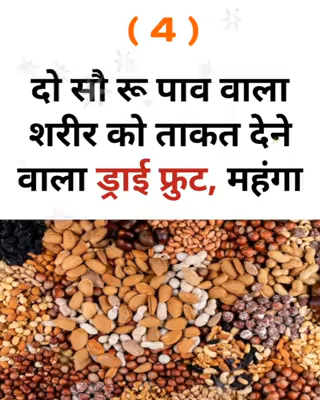 ( 4 )
दो सौ रू पाव वाला
शरीर को ताकत देने
वाला ड्राई फ्रुट, महंगा